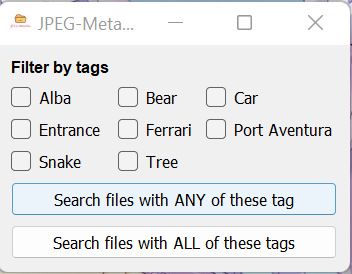 JPEG-Meta...
Filter by tags
Alba Bear Car
Entrance Ferrari Port Aventura
Snake Tree
Search files with ANY of these tag
Search files with ALL of these tags